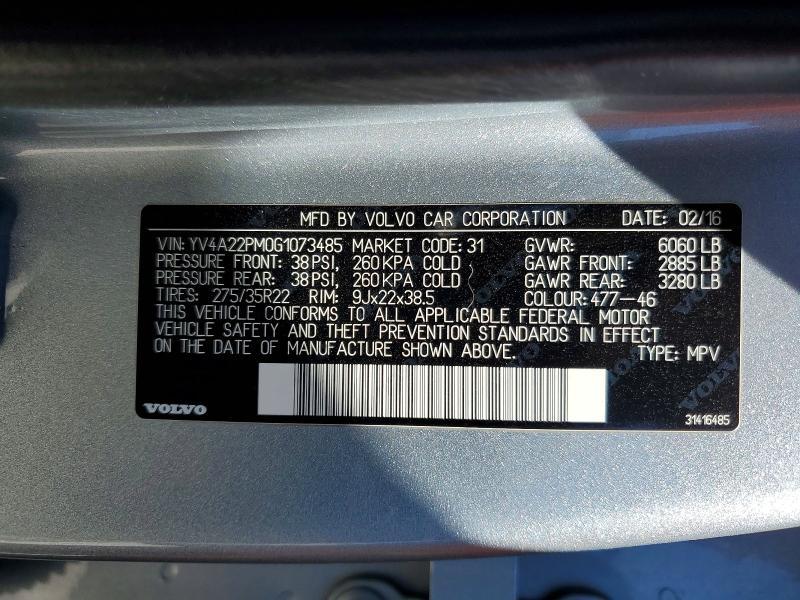 MFD BY VOLVO CAR CORPORATION DATE: 02/16
VIN: YV4A22PM0G1073485 MARKET CODE: 31 GVWR: 6060 LB
PRESSURE FRONT: 38 PSI, 260 KPA COLD GAWR FRONT: 2885 LB
PRESSURE REAR: 38 PSI, 260 KPA COLD GAWR REAR: 3280 LB
TIRES: 275/35R22 RIM: 9Jx22x38.5 COLOUR: 477-46
THIS VEHICLE CONFORMS TO ALL APPLICABLE FEDERAL MOTOR
VEHICLE SAFETY AND THEFT PREVENTION STANDARDS IN EFFECT
ON THE DATE OF MANUFACTURE SHOWN ABOVE. TYPE: MPV
VOLVO 31416485